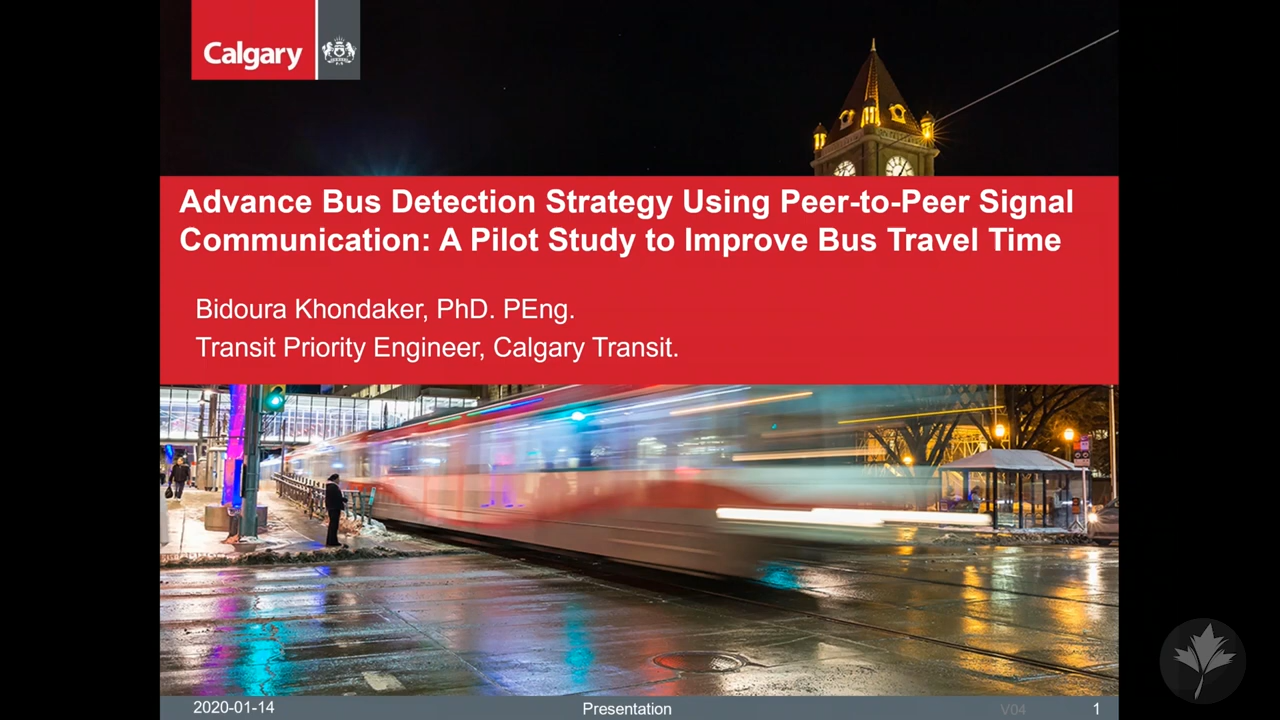 Calgary
Advance Bus Detection Strategy Using Peer-to-Peer Signal
Communication: A Pilot Study to Improve Bus Travel Time
Bidoura Khondaker, PhD. PEng.
Transit Priority Engineer, Calgary Transit.
2020-01-14
Presentation
V04
1